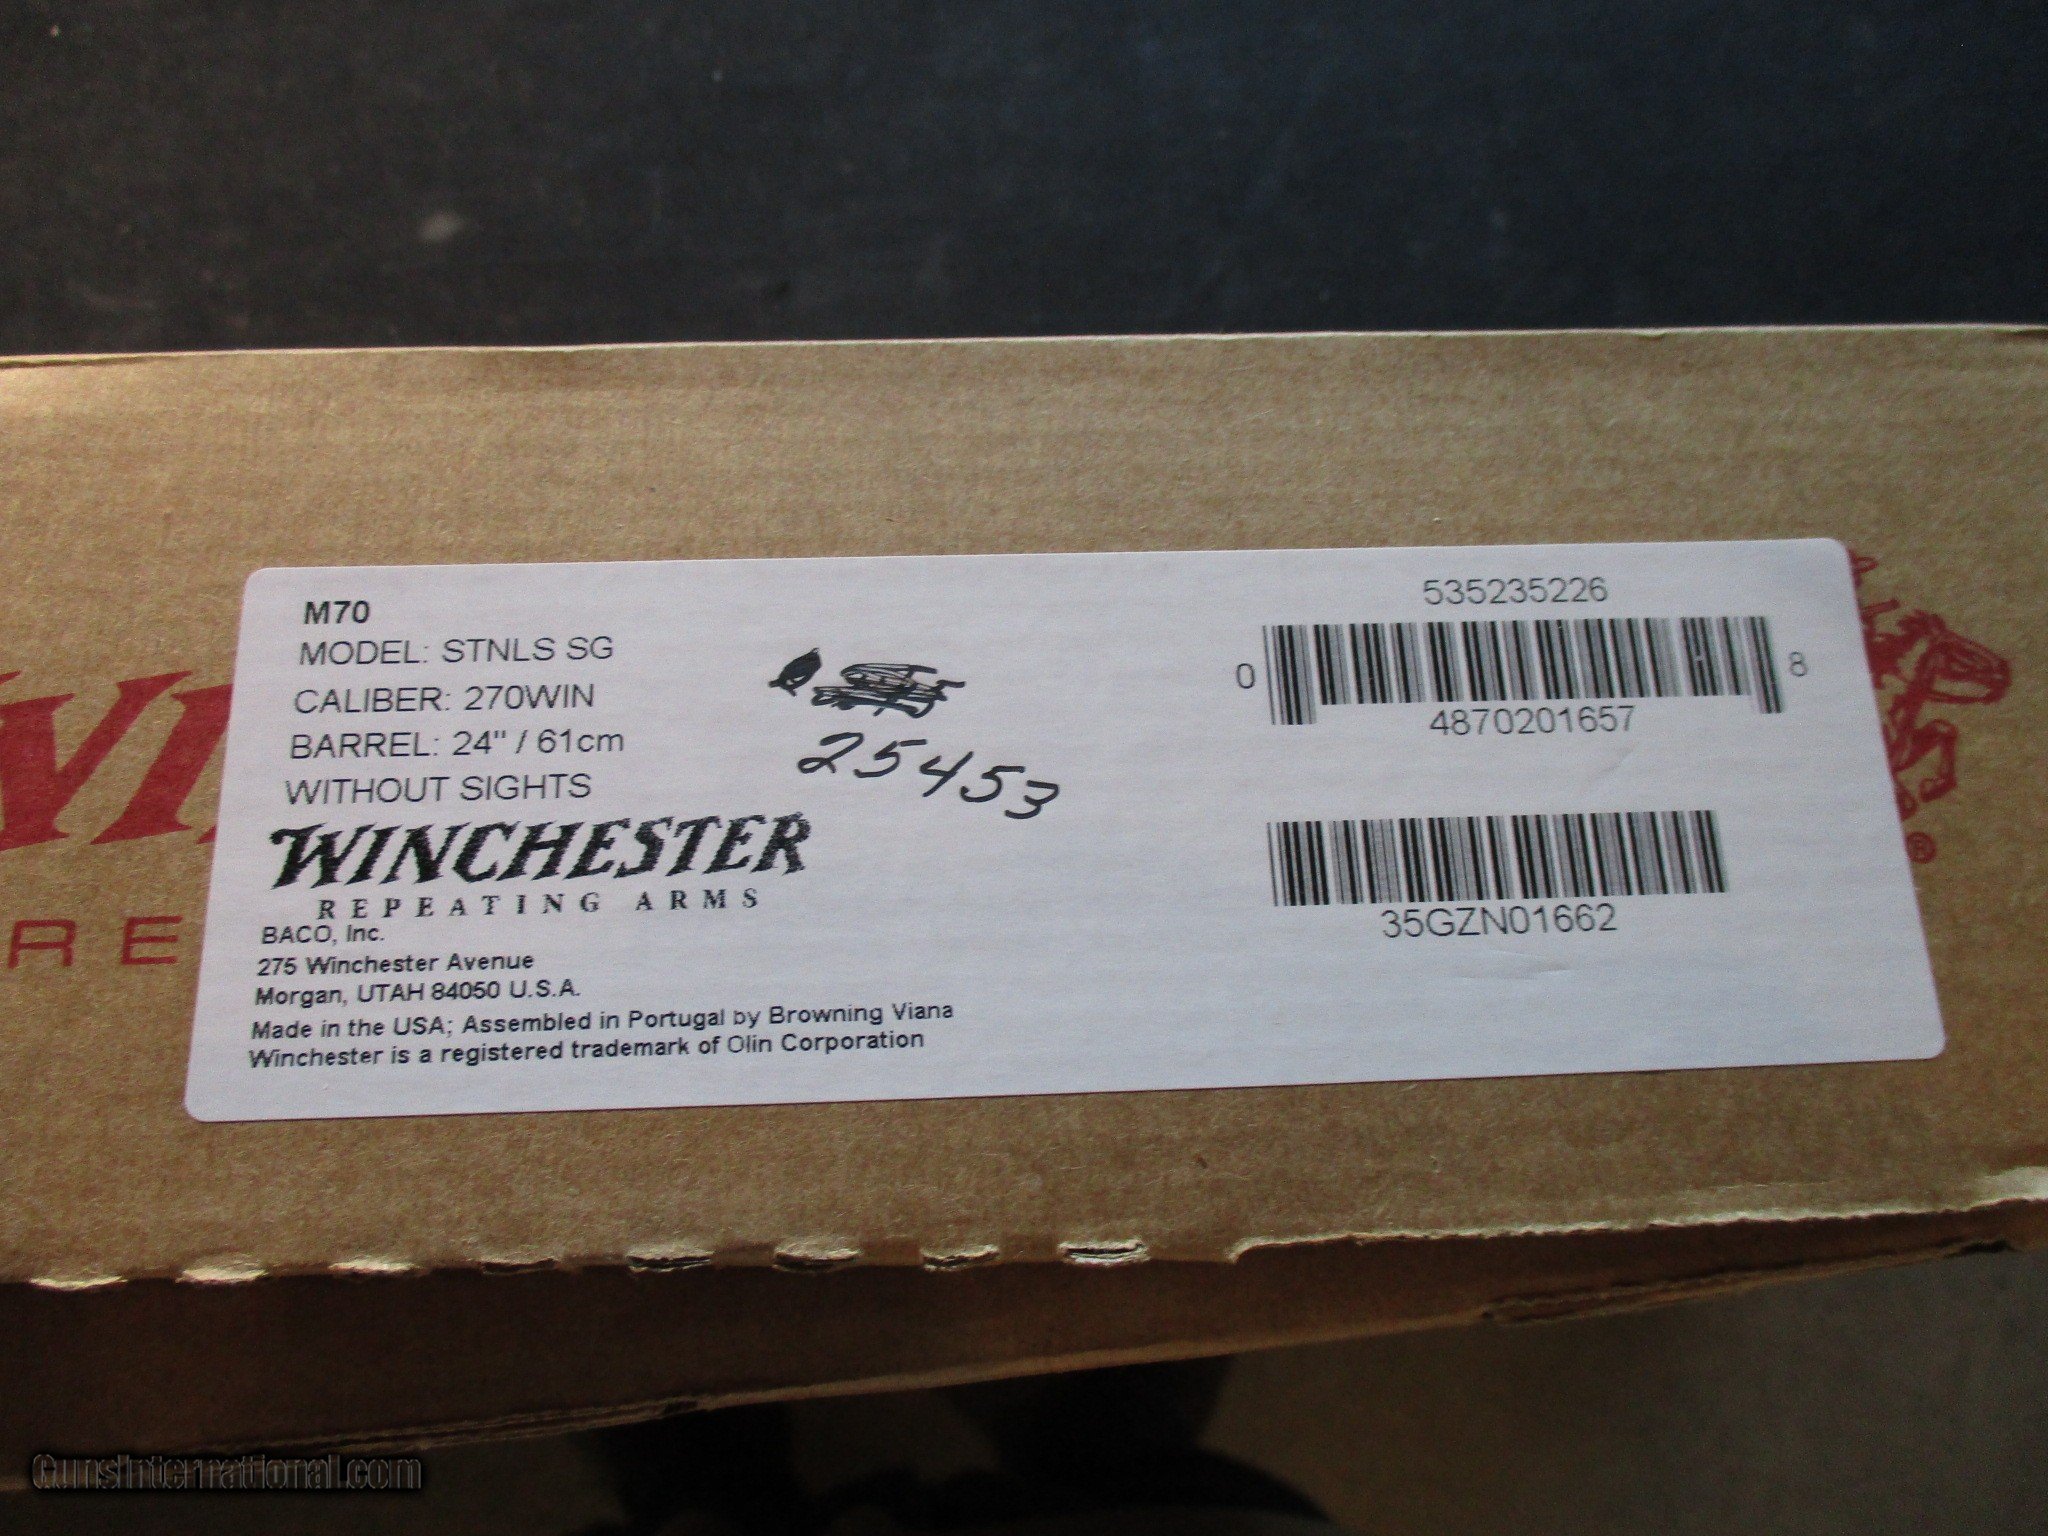 M70
MODEL: STNLS SG
CALIBER: 270WIN
BARREL: 24" / 61cm
WITHOUT SIGHTS
WINCHESTER
REPEATING ARMS
BACO, Inc.
275 Winchester Avenue
Morgan, UTAH 84050 U.S.A.
Made in the USA; Assembled in Portugal by Browning Viana
Winchester is a registered trademark of Olin Corporation
25453
535235226
0 4870201657 8
35GZN01662
®
RE
GunsInternational.com